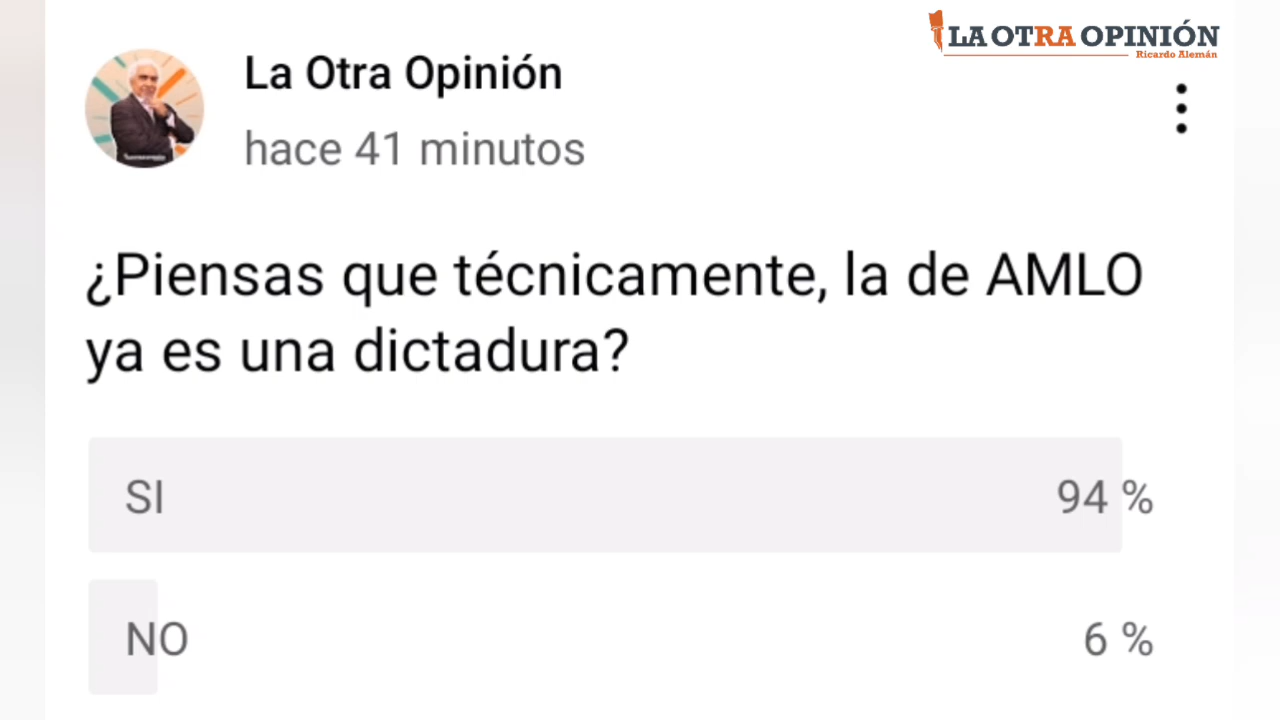 LA OTRA OPINIÓN
Ricardo Alemán
La Otra Opinión
hace 41 minutos
¿Piensas que técnicamente, la de AMLO
ya es una dictadura?
SI 94 %
NO 6 %